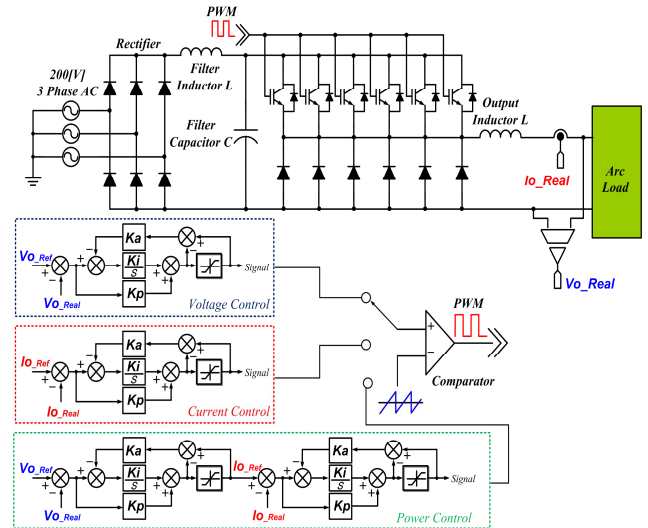 PWM
Rectifier
Filter
Inductor L
200[V]
3 Phase AC
Filter
Capacitor C
Output
Inductor L
Io_Real
Arc
Load
Vo_Real
Ka
Vo_Ref
Ki
S
Signal
Kp
Vo_Real
Voltage Control
Ka
Io_Ref
Ki
S
Signal
Kp
Io_Real
Current Control
PWM
Comparator
Ka
Vo_Ref
Ki
S
Kp
Vo_Real
Io_Ref
Ka
Ki
S
Signal
Kp
Io_Real
Power Control